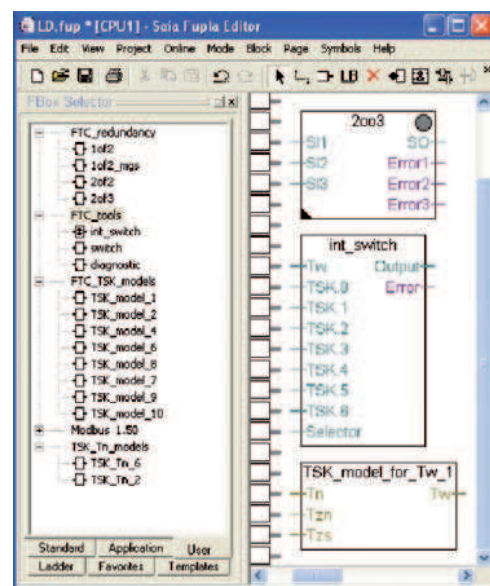 LD.fup * [CPU1] - Saia Fupla Editor
File Edit View Project Online Mode Block Page Symbols Help
LB
FBox Selector
FTC_redundancy
1of2
1of2_mgs
2of2
2of3
FTC_tools
int_switch
switch
diagnostic
FTC_TSK_models
TSK_model_1
TSK_model_2
TSK_model_4
TSK_model_6
TSK_model_8
TSK_model_7
TSK_model_9
TSK_model_10
Modbus 1.50
TSK_Tn_models
TSK_Tn_6
TSK_Tn_2
Standard Application User
Ladder Favorites Templates
2oo3
SI1 SO
SI2 Error1
SI3 Error2
Error3
int_switch
Tw Output
TSK.0 Error
TSK.1
TSK.2
TSK.3
TSK.4
TSK.5
TSK.6
Selector
TSK_model_for_Tw_1
Tn Tw
Tzn
Tzs